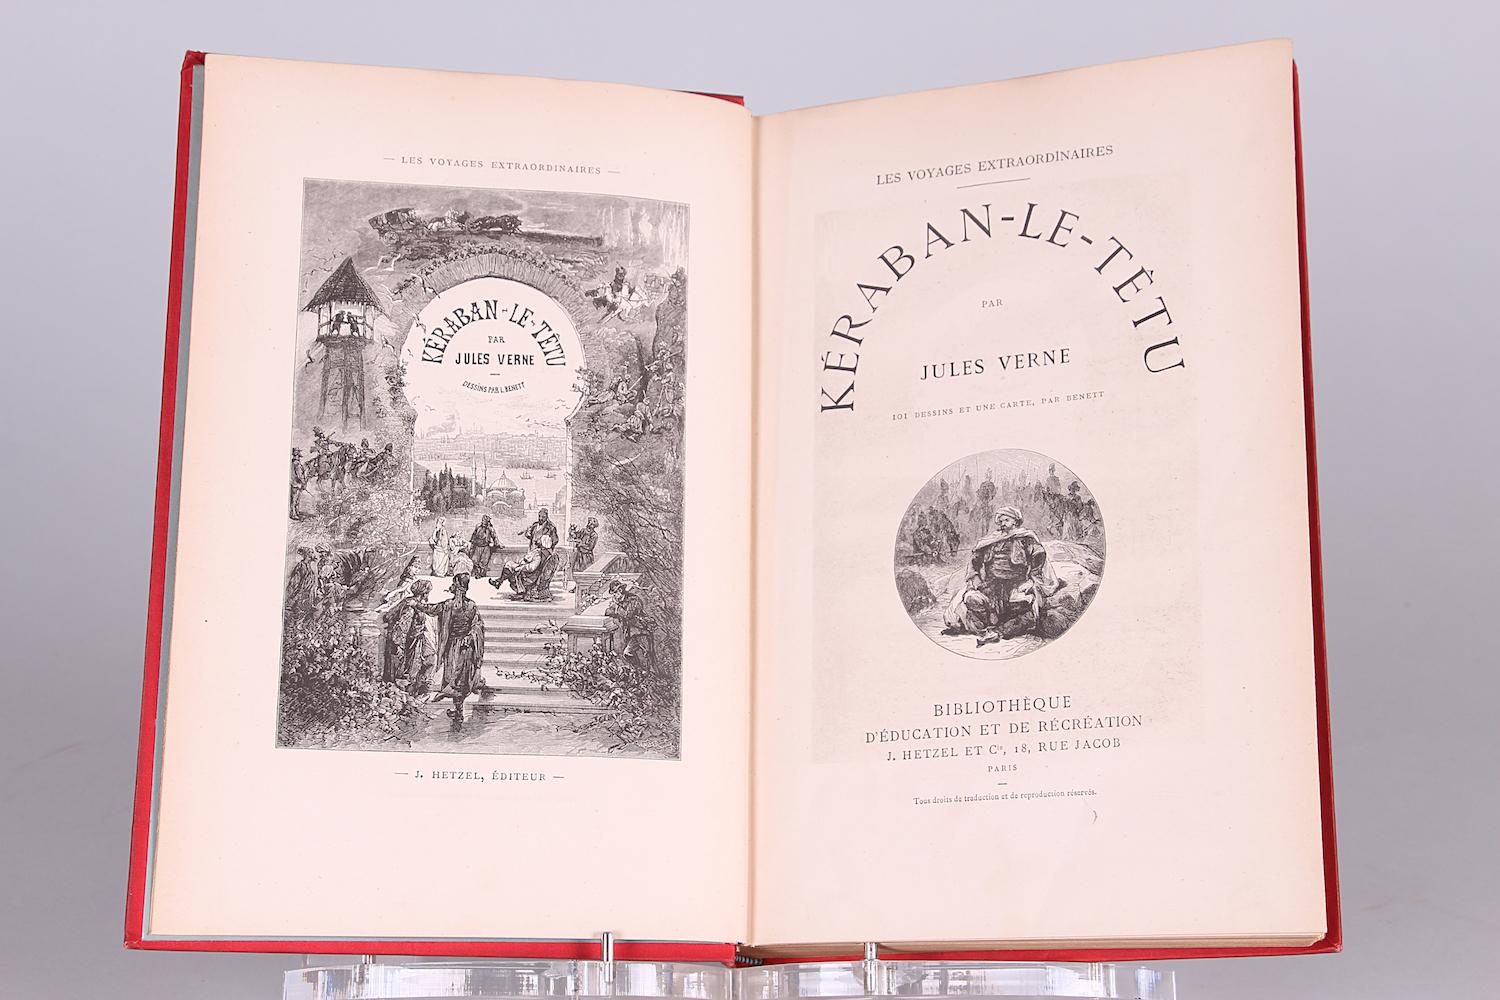 — LES VOYAGES EXTRAORDINAIRES —
KÉRABAN-LE-TÊTU
PAR
JULES VERNE
DESSINS PAR L. BENETT
— J. HETZEL, ÉDITEUR —
LES VOYAGES EXTRAORDINAIRES
KÉRABAN-LE-TÊTU
PAR
JULES VERNE
101 DESSINS ET UNE CARTE, PAR BENETT
BIBLIOTHÈQUE
D'ÉDUCATION ET DE RÉCRÉATION
J. HETZEL ET Cie, 18, RUE JACOB
PARIS
Tous droits de traduction et de reproduction réservés.